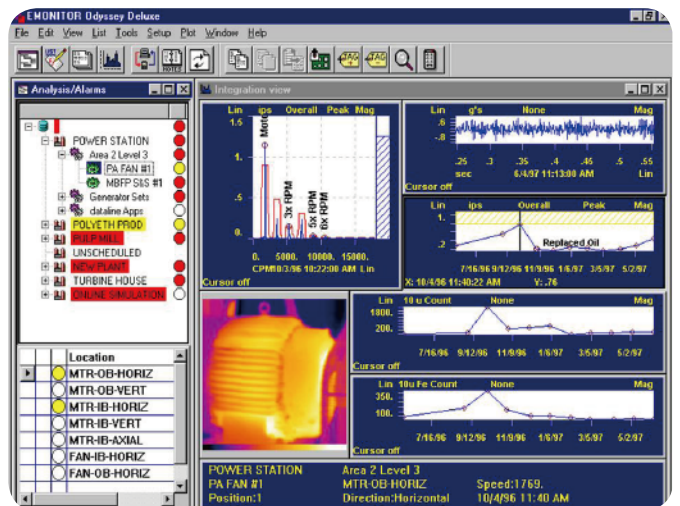 EMONITOR Odyssey Deluxe
File Edit View List Tools Setup Plot Window Help
NOTES
TAG
TAG
Analysis/Alarms
POWER STATION
Area 2 Level 3
PA FAN #1
MBFP S&S #1
Generator Sets
dataline Apps
POLYETH PROD
PULP MILL
UNSCHEDULED
NEW PLANT
TURBINE HOUSE
ONLINE SIMULATION
Location
MTR-OB-HORIZ
MTR-OB-VERT
MTR-IB-HORIZ
MTR-IB-VERT
MTR-IB-AXIAL
FAN-IB-HORIZ
FAN-OB-HORIZ
Integration view
Lin ips Overall Peak Mag
1.5
1.
.5
0.
3x RPM
5x RPM
6x RPM
0. 5000. 10000. 15000.
CPM10/3/96 10:22:00 AM Lin
Cursor off
Lin g's None Mag
.6
-.8
.25 .3 .35 .4 .45 .5 .55
sec 6/4/97 11:13:00 AM Lin
Cursor off
Lin ips Overall Peak Mag
1.
.2
Replaced Oil
7/16/96 9/12/96 11/9/96 1/6/97 3/5/97 5/2/97
X: 10/4/96 11:40:22 AM Y: .76
Lin 10 u Count None Mag
1000.
200.
7/16/96 9/12/96 11/9/96 1/6/97 3/5/97 5/2/97
Cursor off
Lin 10u Fe Count None Mag
350.
100.
7/16/96 9/12/96 11/9/96 1/6/97 3/5/97 5/2/97
Cursor off
POWER STATION Area 2 Level 3
PA FAN #1 MTR-OB-HORIZ Speed:1769.
Position:1 Direction:Horizontal 10/4/96 11:40 AM